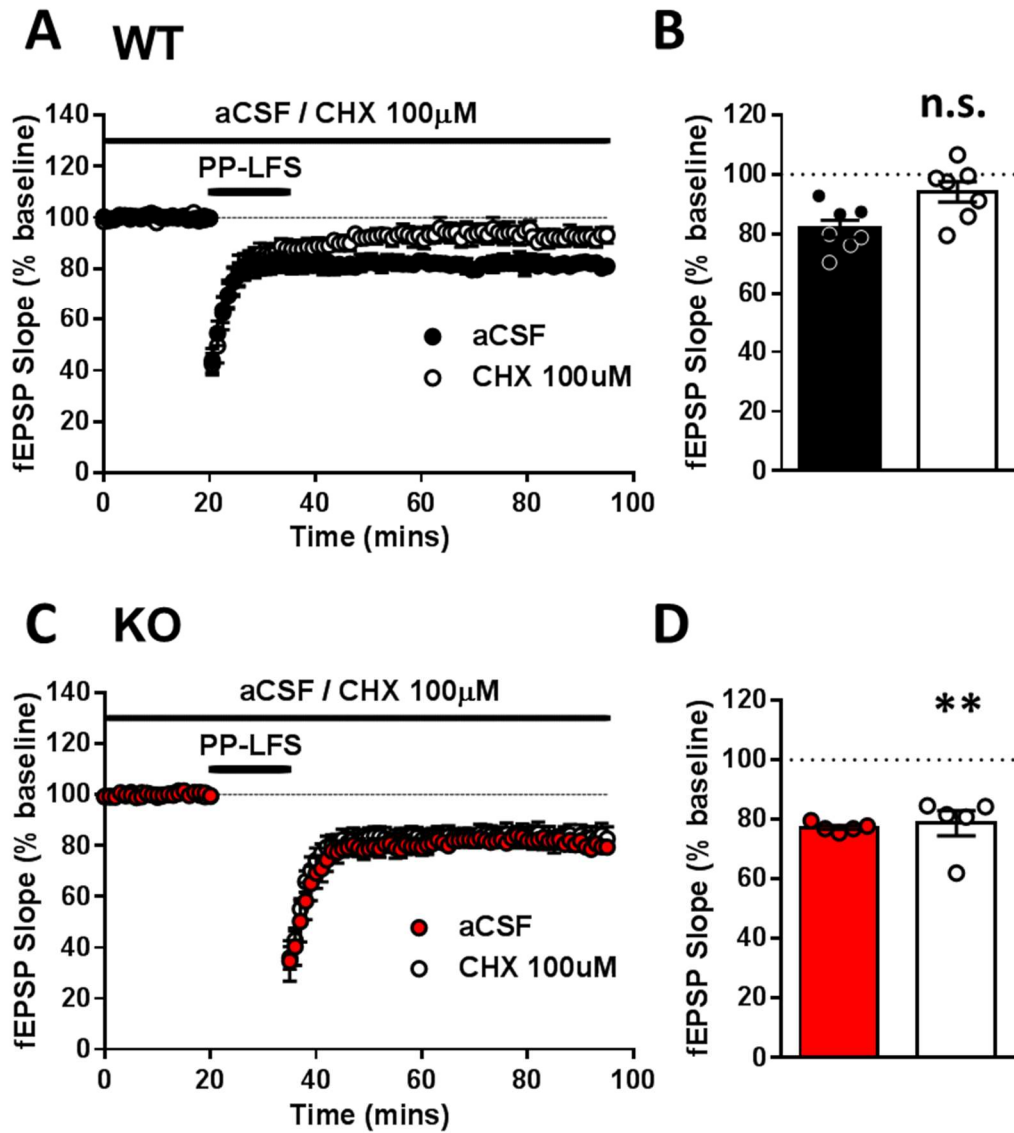 A WT
aCSF / CHX 100μM
PP-LFS
fEPSP Slope (% baseline)
140
120
100
80
60
40
20
0
aCSF
CHX 100uM
0 20 40 60 80 100
Time (mins)
B
n.s.
fEPSP Slope (% baseline)
120
100
80
60
40
20
0
C KO
aCSF / CHX 100μM
PP-LFS
fEPSP Slope (% baseline)
140
120
100
80
60
40
20
0
aCSF
CHX 100uM
0 20 40 60 80 100
Time (mins)
D
**
fEPSP Slope (% baseline)
120
100
80
60
40
20
0